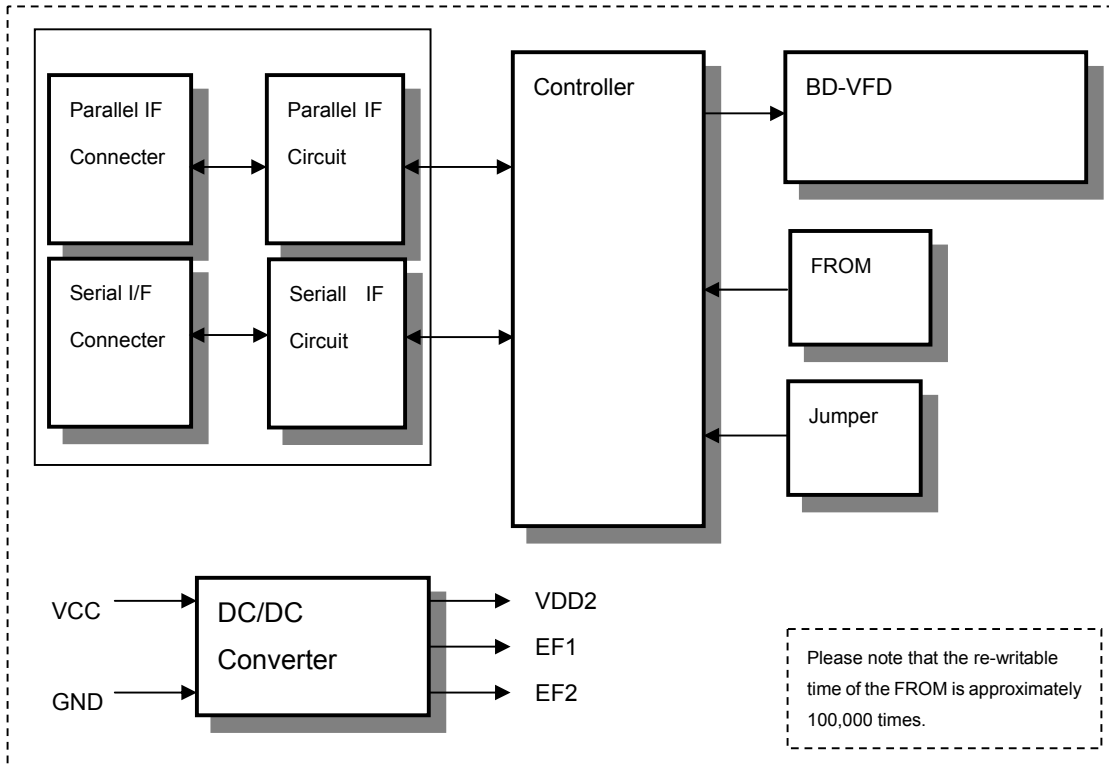 Parallel IF
Connecter
Parallel IF
Circuit
Controller
BD-VFD
Serial I/F
Connecter
Seriall IF
Circuit
FROM
Jumper
VCC
GND
DC/DC
Converter
VDD2
EF1
EF2
Please note that the re-writable
time of the FROM is approximately
100,000 times.